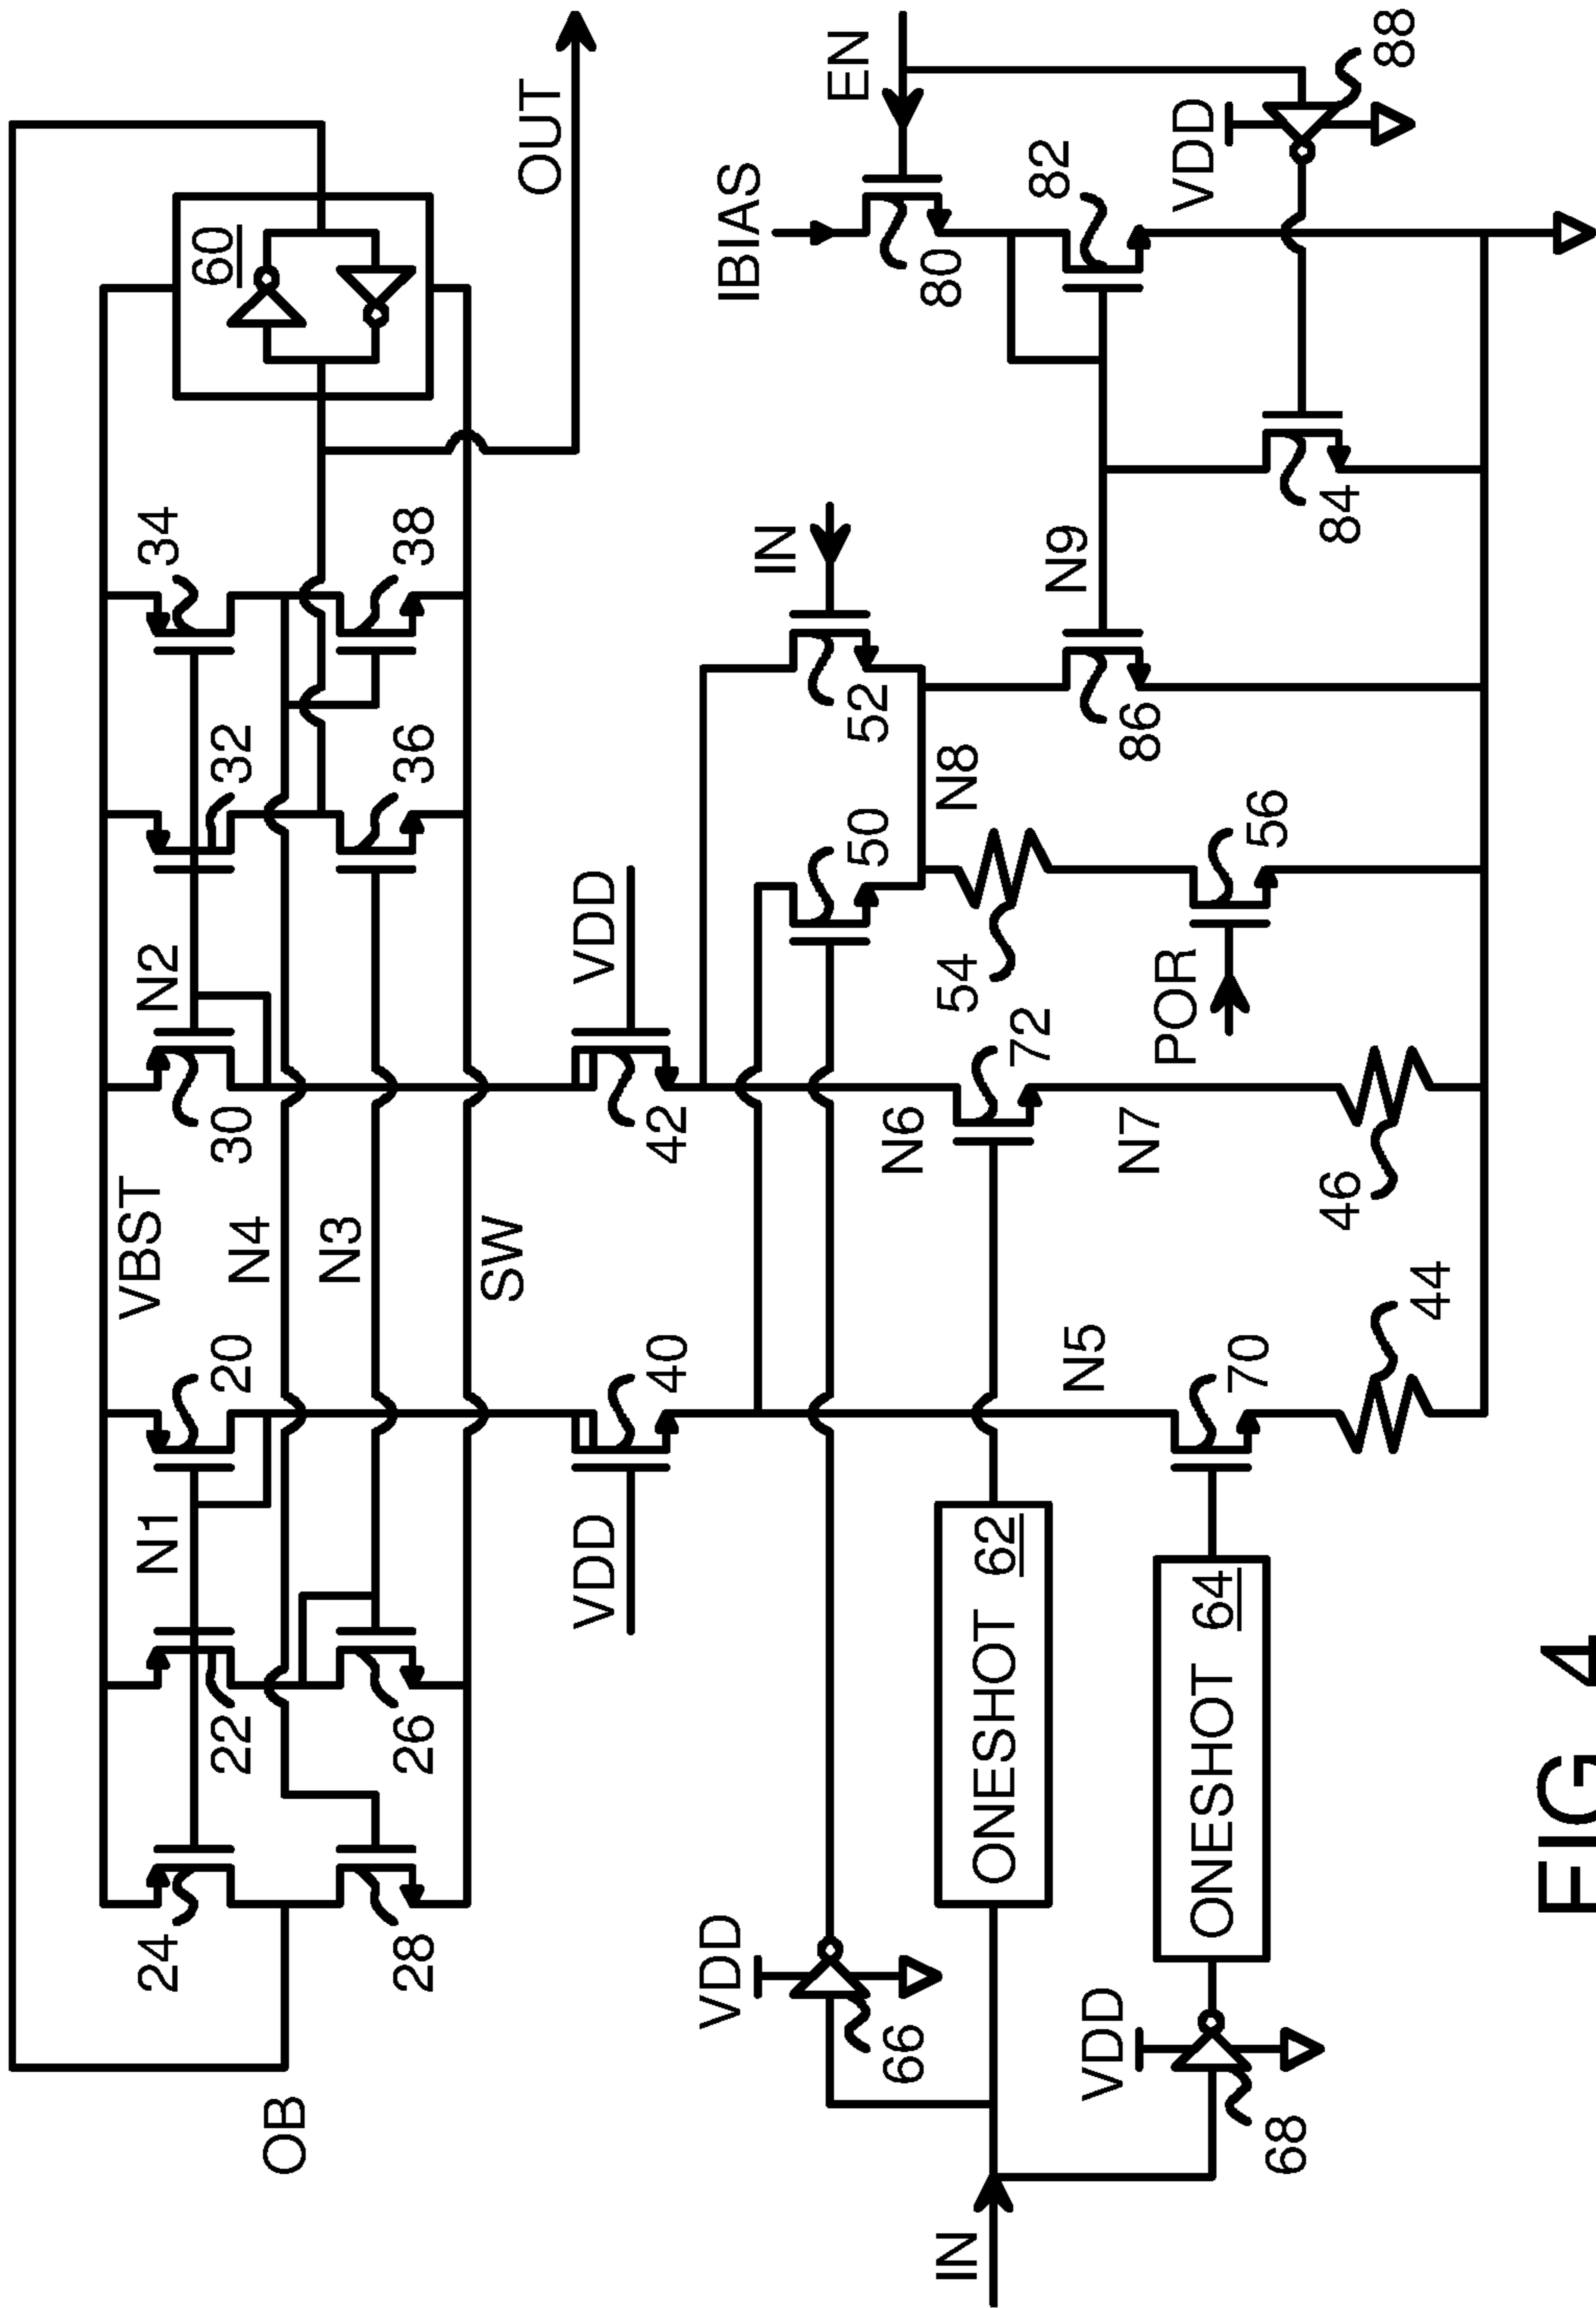 OB
24
22
N1
20
VBST
N4
N3
30
N2
32
34
60
28
26
SW
36
38
OUT
VDD
40
42
VDD
VDD
66
IN
ONESHOT 62
VDD
68
ONESHOT 64
N5
70
44
N6
72
N7
46
50
N8
52
IN
54
POR
56
86
N9
84
IBIAS
EN
80
82
VDD
88
FIG. 4